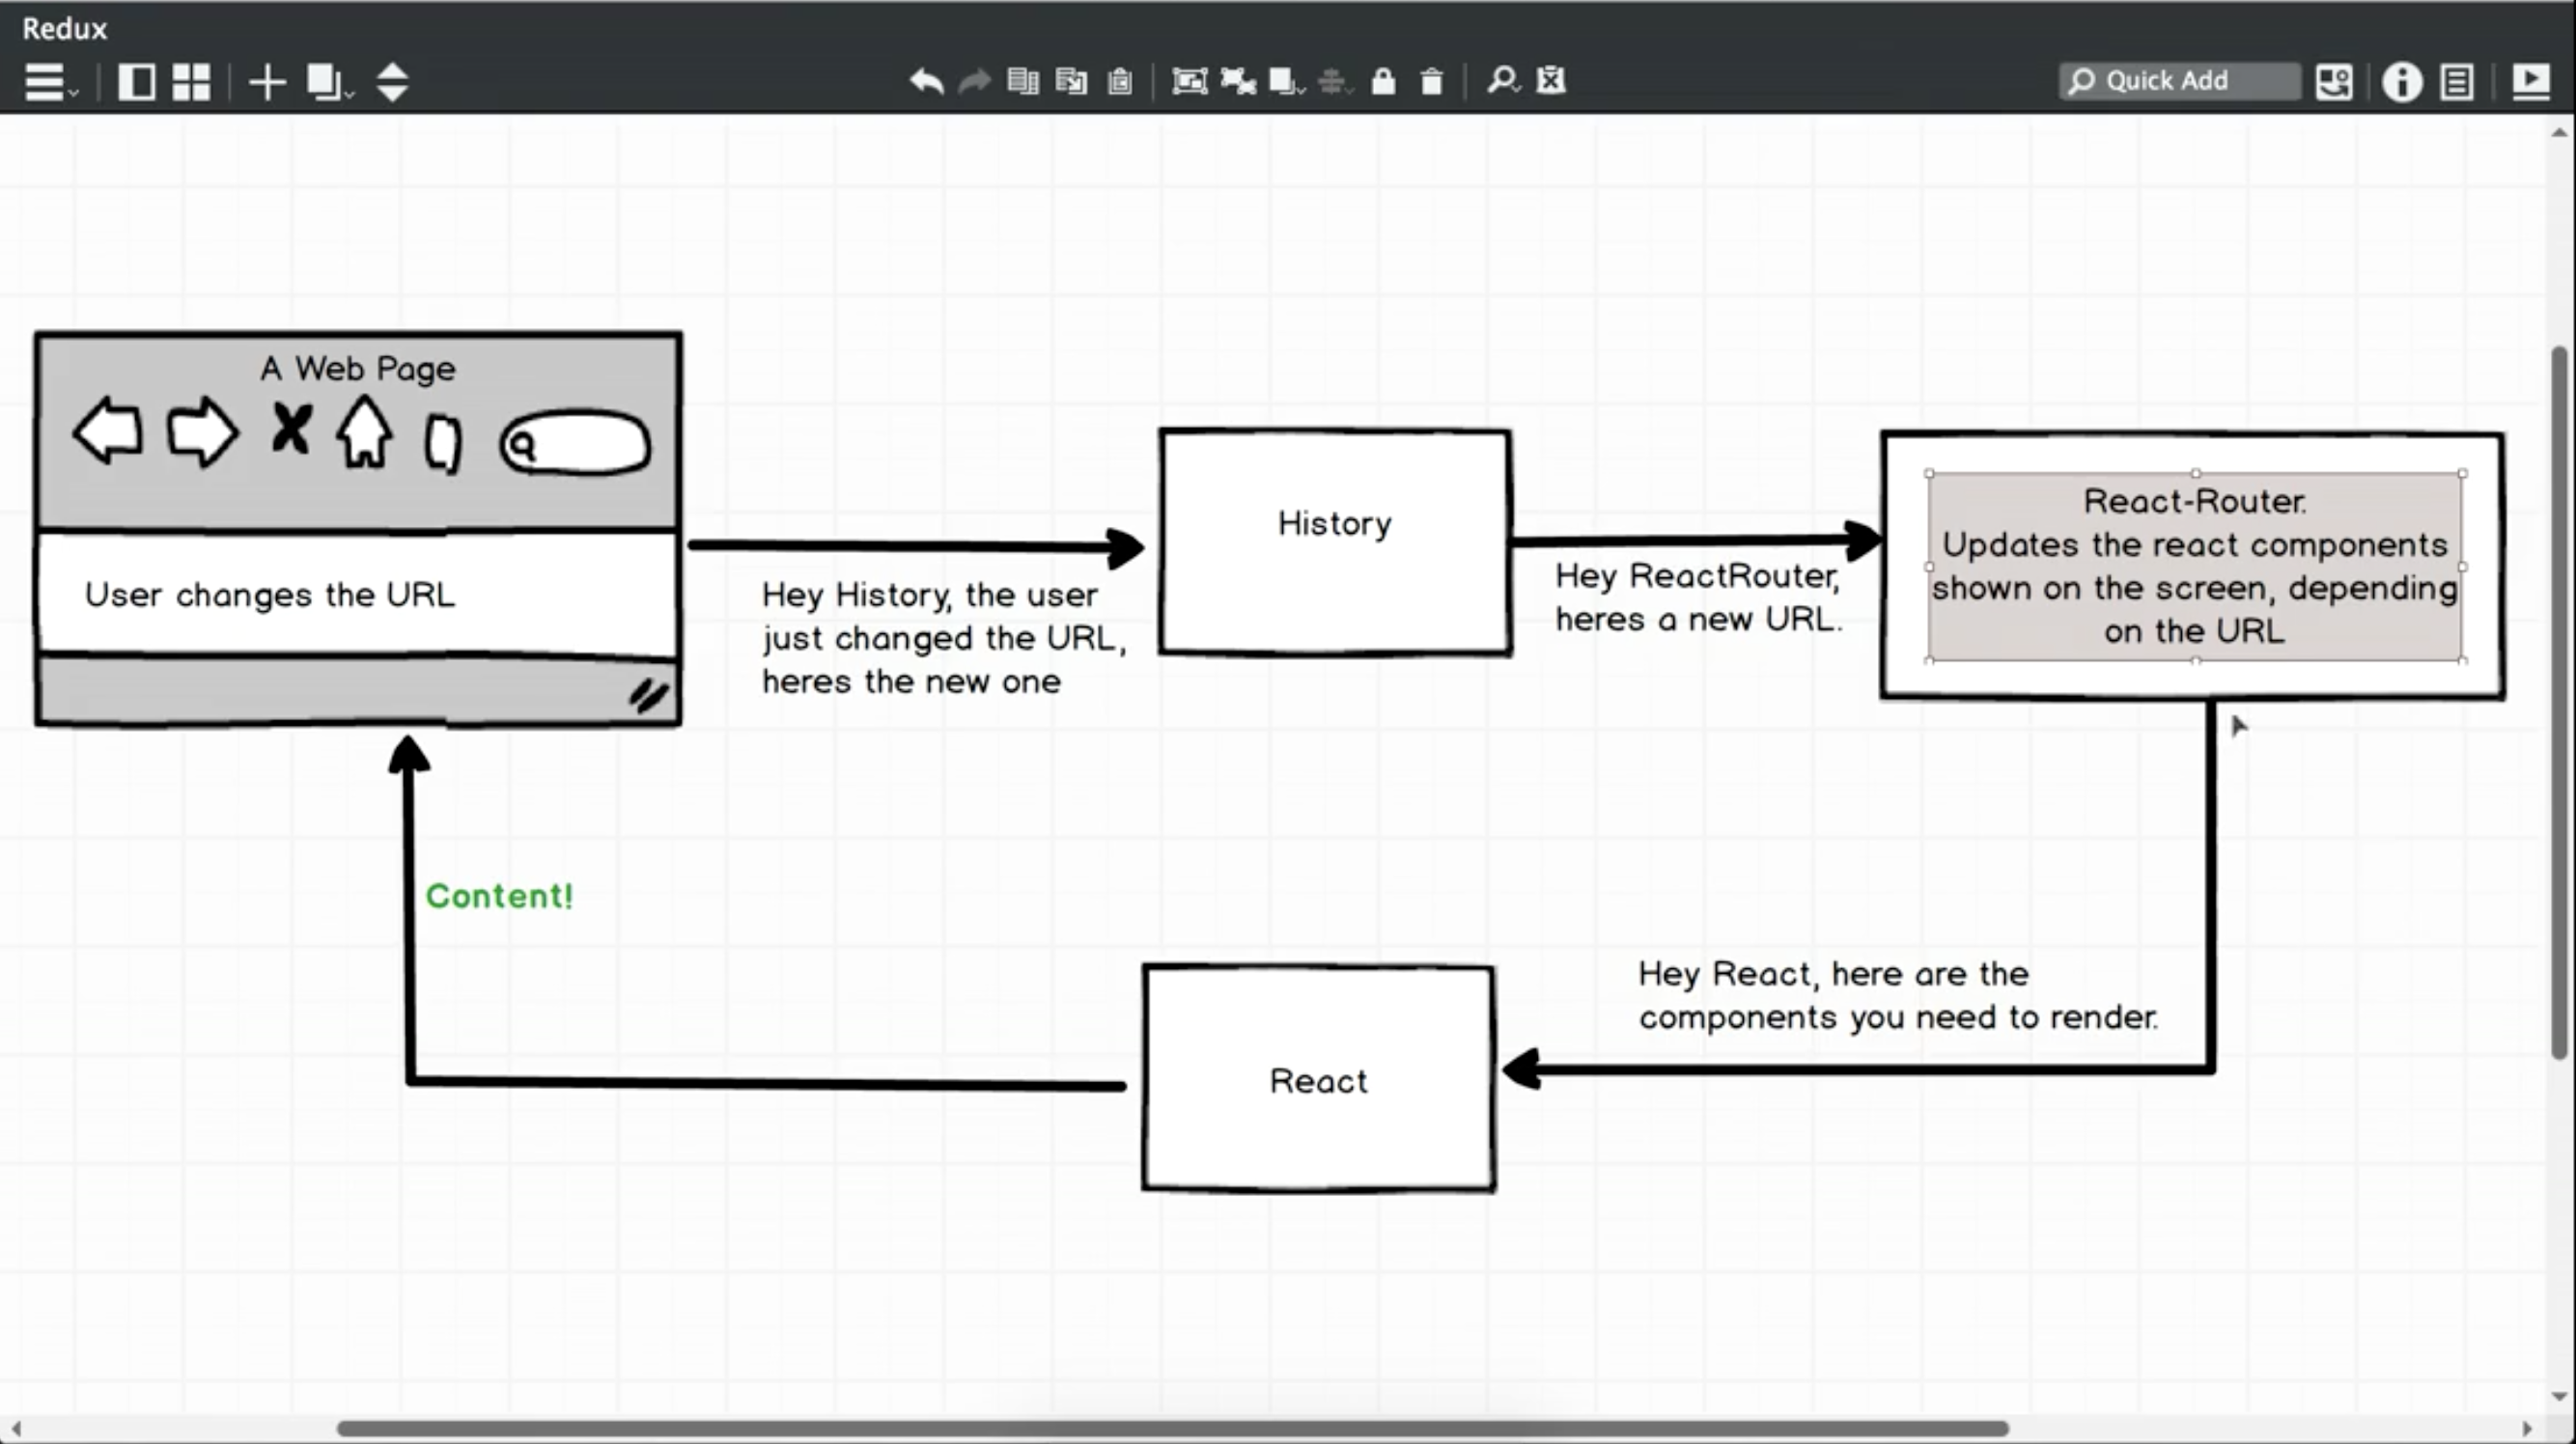 Redux
Quick Add
A Web Page
User changes the URL
Hey History, the user
just changed the URL,
heres the new one
History
Hey ReactRouter,
heres a new URL.
React-Router.
Updates the react components
shown on the screen, depending
on the URL
Content!
Hey React, here are the
components you need to render.
React